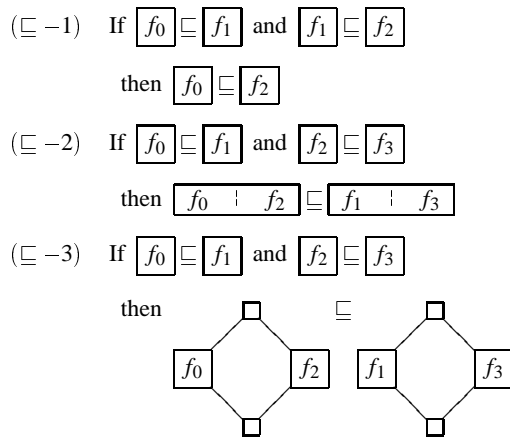 (⊑ −1) If f₀ ⊑ f₁ and f₁ ⊑ f₂
then f₀ ⊑ f₂
(⊑ −2) If f₀ ⊑ f₁ and f₂ ⊑ f₃
then f₀ ¦ f₂ ⊑ f₁ ¦ f₃
(⊑ −3) If f₀ ⊑ f₁ and f₂ ⊑ f₃
then ⊑
f₀ f₂ f₁ f₃